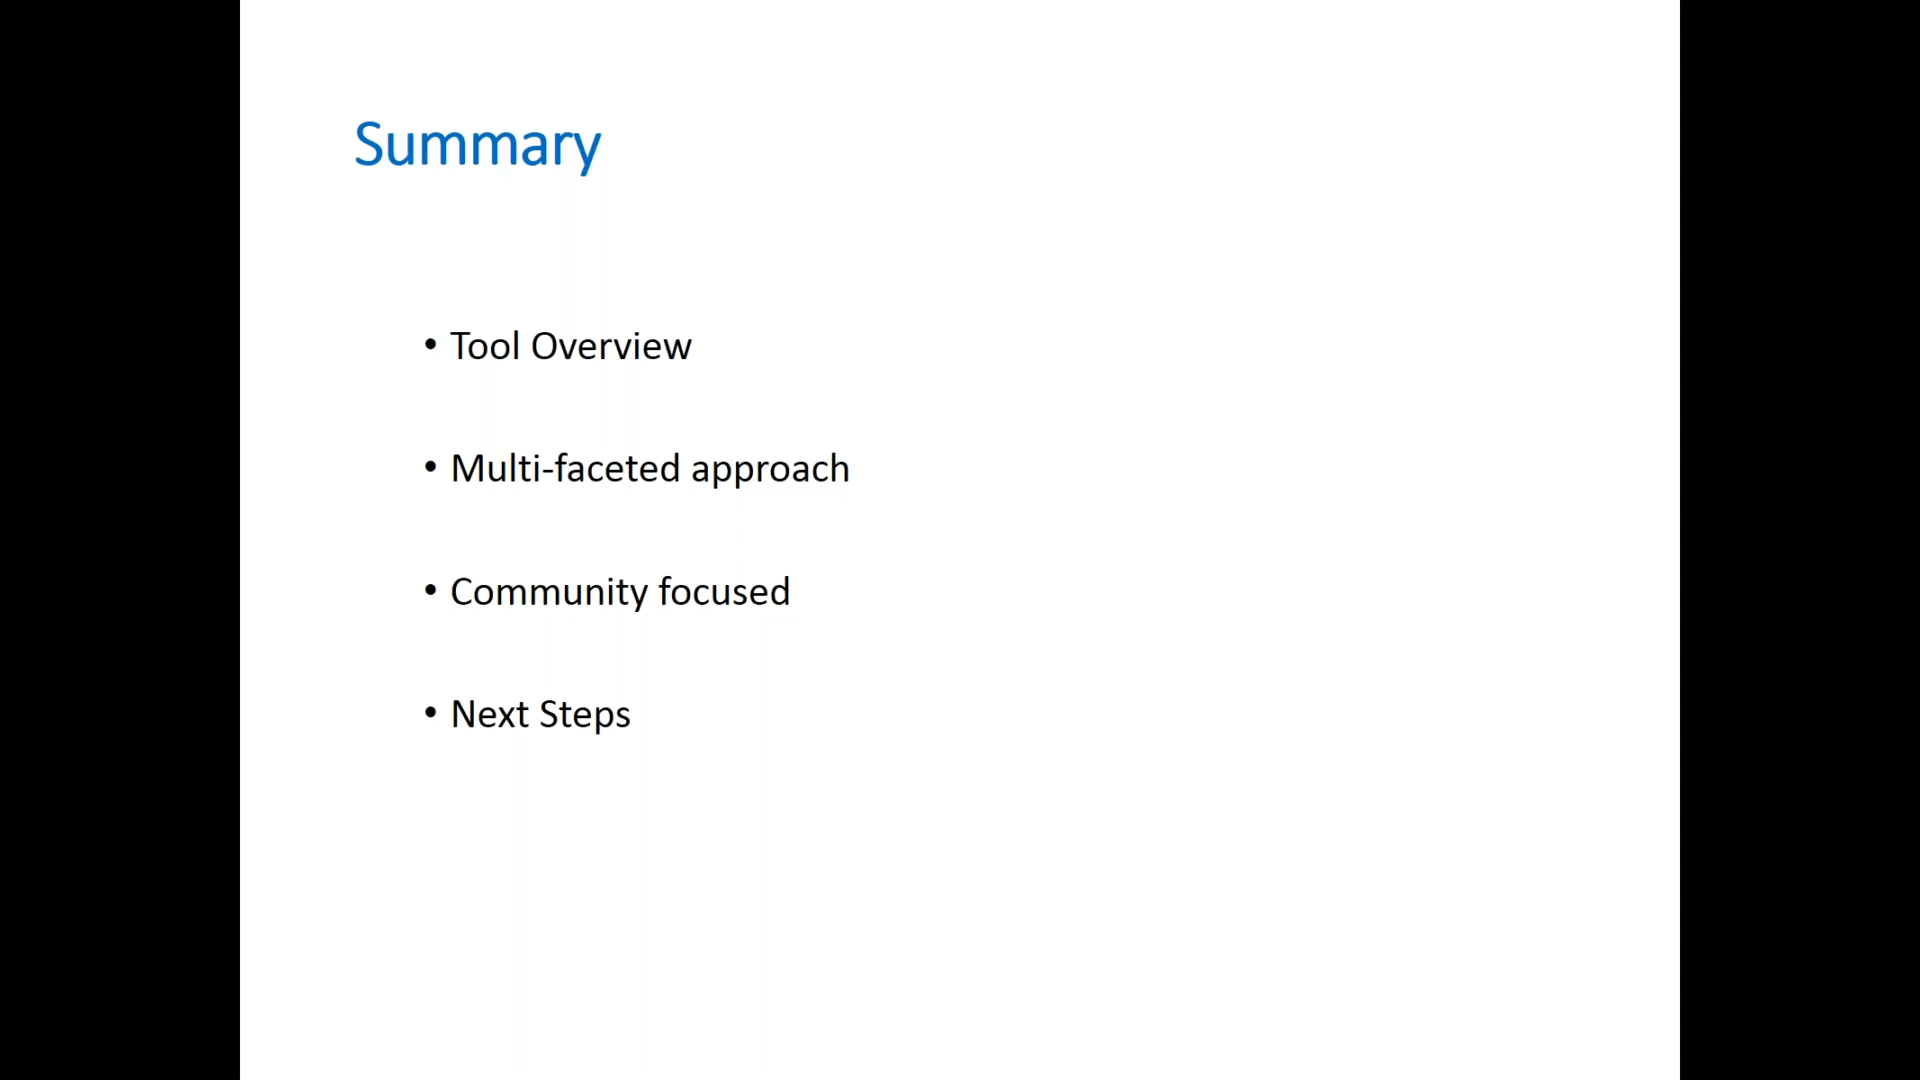 Summary
• Tool Overview
• Multi-faceted approach
• Community focused
• Next Steps